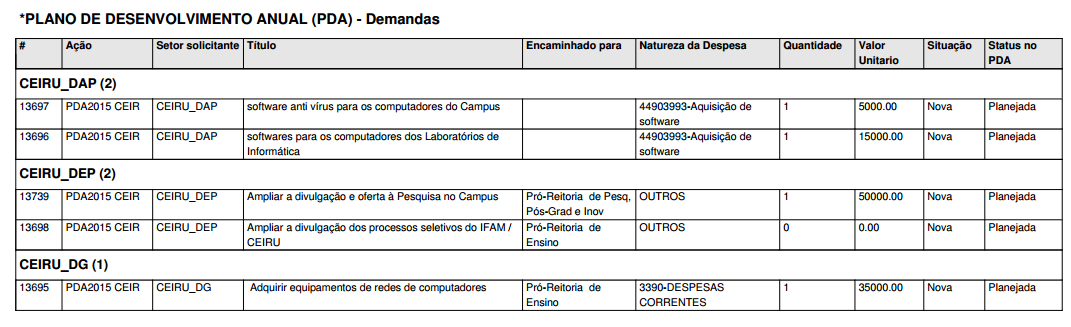 *PLANO DE DESENVOLVIMENTO ANUAL (PDA) - Demandas
# Ação Setor solicitante Título Encaminhado para Natureza da Despesa Quantidade Valor Unitario Situação Status no PDA
CEIRU_DAP (2)
13697 PDA2015 CEIR CEIRU_DAP software anti vírus para os computadores do Campus 44903993-Aquisição de software 1 5000.00 Nova Planejada
13696 PDA2015 CEIR CEIRU_DAP softwares para os computadores dos Laboratórios de Informática 44903993-Aquisição de software 1 15000.00 Nova Planejada
CEIRU_DEP (2)
13739 PDA2015 CEIR CEIRU_DEP Ampliar a divulgação e oferta à Pesquisa no Campus Pró-Reitoria de Pesq, Pós-Grad e Inov OUTROS 1 50000.00 Nova Planejada
13698 PDA2015 CEIR CEIRU_DEP Ampliar a divulgação dos processos seletivos do IFAM / CEIRU Pró-Reitoria de Ensino OUTROS 0 0.00 Nova Planejada
CEIRU_DG (1)
13695 PDA2015 CEIR CEIRU_DG Adquirir equipamentos de redes de computadores Pró-Reitoria de Ensino 3390-DESPESAS CORRENTES 1 35000.00 Nova Planejada